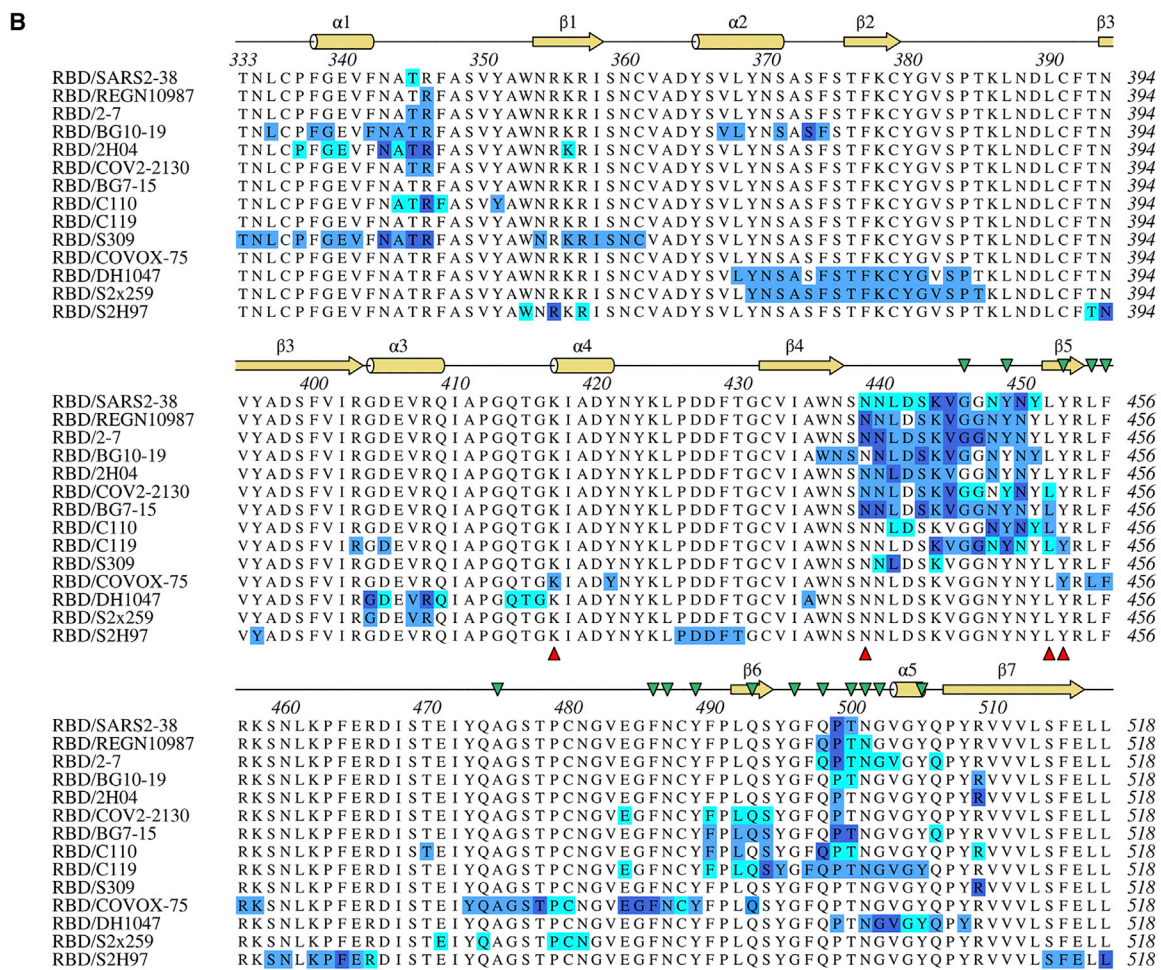 B
α1 β1 α2 β2 β3
333 340 350 360 370 380 390
RBD/SARS2-38 TNLCPFGEVFNATRFASVYAWNRKRISNCVADYSVLYNSASFSTFKCYGVSPTKLNDLCFTN 394
RBD/REGN10987 TNLCPFGEVFNATRFASVYAWNRKRISNCVADYSVLYNSASFSTFKCYGVSPTKLNDLCFTN 394
RBD/2-7 TNLCPFGEVFNATRFASVYAWNRKRISNCVADYSVLYNSASFSTFKCYGVSPTKLNDLCFTN 394
RBD/BG10-19 TNLCPFGEVFNATRFASVYAWNRKRISNCVADYSVLYNSASFSTFKCYGVSPTKLNDLCFTN 394
RBD/2H04 TNLCPFGEVFNATRFASVYAWNRKRISNCVADYSVLYNSASFSTFKCYGVSPTKLNDLCFTN 394
RBD/COV2-2130 TNLCPFGEVFNATRFASVYAWNRKRISNCVADYSVLYNSASFSTFKCYGVSPTKLNDLCFTN 394
RBD/BG7-15 TNLCPFGEVFNATRFASVYAWNRKRISNCVADYSVLYNSASFSTFKCYGVSPTKLNDLCFTN 394
RBD/C110 TNLCPFGEVFNATRFASVYAWNRKRISNCVADYSVLYNSASFSTFKCYGVSPTKLNDLCFTN 394
RBD/C119 TNLCPFGEVFNATRFASVYAWNRKRISNCVADYSVLYNSASFSTFKCYGVSPTKLNDLCFTN 394
RBD/S309 TNLCPFGEVFNATRFASVYAWNRKRISNCVADYSVLYNSASFSTFKCYGVSPTKLNDLCFTN 394
RBD/COVOX-75 TNLCPFGEVFNATRFASVYAWNRKRISNCVADYSVLYNSASFSTFKCYGVSPTKLNDLCFTN 394
RBD/DH1047 TNLCPFGEVFNATRFASVYAWNRKRISNCVADYSVLYNSASFSTFKCYGVSPTKLNDLCFTN 394
RBD/S2x259 TNLCPFGEVFNATRFASVYAWNRKRISNCVADYSVLYNSASFSTFKCYGVSPTKLNDLCFTN 394
RBD/S2H97 TNLCPFGEVFNATRFASVYAWNRKRISNCVADYSVLYNSASFSTFKCYGVSPTKLNDLCFTN 394
β3 α3 α4 β4 β5
400 410 420 430 440 450
RBD/SARS2-38 VYADSFVIRGDEVRQIAPGQTGKIADYNYKLPDDFTGCVIAWNSNNLDSKVGGNYNYLYRLF 456
RBD/REGN10987 VYADSFVIRGDEVRQIAPGQTGKIADYNYKLPDDFTGCVIAWNSNNLDSKVGGNYNYLYRLF 456
RBD/2-7 VYADSFVIRGDEVRQIAPGQTGKIADYNYKLPDDFTGCVIAWNSNNLDSKVGGNYNYLYRLF 456
RBD/BG10-19 VYADSFVIRGDEVRQIAPGQTGKIADYNYKLPDDFTGCVIAWNSNNLDSKVGGNYNYLYRLF 456
RBD/2H04 VYADSFVIRGDEVRQIAPGQTGKIADYNYKLPDDFTGCVIAWNSNNLDSKVGGNYNYLYRLF 456
RBD/COV2-2130 VYADSFVIRGDEVRQIAPGQTGKIADYNYKLPDDFTGCVIAWNSNNLDSKVGGNYNYLYRLF 456
RBD/BG7-15 VYADSFVIRGDEVRQIAPGQTGKIADYNYKLPDDFTGCVIAWNSNNLDSKVGGNYNYLYRLF 456
RBD/C110 VYADSFVIRGDEVRQIAPGQTGKIADYNYKLPDDFTGCVIAWNSNNLDSKVGGNYNYLYRLF 456
RBD/C119 VYADSFVIRGDEVRQIAPGQTGKIADYNYKLPDDFTGCVIAWNSNNLDSKVGGNYNYLYRLF 456
RBD/S309 VYADSFVIRGDEVRQIAPGQTGKIADYNYKLPDDFTGCVIAWNSNNLDSKVGGNYNYLYRLF 456
RBD/COVOX-75 VYADSFVIRGDEVRQIAPGQTGKIADYNYKLPDDFTGCVIAWNSNNLDSKVGGNYNYLYRLF 456
RBD/DH1047 VYADSFVIRGDEVRQIAPGQTGKIADYNYKLPDDFTGCVIAWNSNNLDSKVGGNYNYLYRLF 456
RBD/S2x259 VYADSFVIRGDEVRQIAPGQTGKIADYNYKLPDDFTGCVIAWNSNNLDSKVGGNYNYLYRLF 456
RBD/S2H97 VYADSFVIRGDEVRQIAPGQTGKIADYNYKLPDDFTGCVIAWNSNNLDSKVGGNYNYLYRLF 456
β6 α5 β7
460 470 480 490 500 510
RBD/SARS2-38 RKSNLKPFERDISTEIYQAGSTPCNGVEGFNCYFPLQSYGFQPTNGVGYQPYRVVVLSFELL 518
RBD/REGN10987 RKSNLKPFERDISTEIYQAGSTPCNGVEGFNCYFPLQSYGFQPTNGVGYQPYRVVVLSFELL 518
RBD/2-7 RKSNLKPFERDISTEIYQAGSTPCNGVEGFNCYFPLQSYGFQPTNGVGYQPYRVVVLSFELL 518
RBD/BG10-19 RKSNLKPFERDISTEIYQAGSTPCNGVEGFNCYFPLQSYGFQPTNGVGYQPYRVVVLSFELL 518
RBD/2H04 RKSNLKPFERDISTEIYQAGSTPCNGVEGFNCYFPLQSYGFQPTNGVGYQPYRVVVLSFELL 518
RBD/COV2-2130 RKSNLKPFERDISTEIYQAGSTPCNGVEGFNCYFPLQSYGFQPTNGVGYQPYRVVVLSFELL 518
RBD/BG7-15 RKSNLKPFERDISTEIYQAGSTPCNGVEGFNCYFPLQSYGFQPTNGVGYQPYRVVVLSFELL 518
RBD/C110 RKSNLKPFERDISTEIYQAGSTPCNGVEGFNCYFPLQSYGFQPTNGVGYQPYRVVVLSFELL 518
RBD/C119 RKSNLKPFERDISTEIYQAGSTPCNGVEGFNCYFPLQSYGFQPTNGVGYQPYRVVVLSFELL 518
RBD/S309 RKSNLKPFERDISTEIYQAGSTPCNGVEGFNCYFPLQSYGFQPTNGVGYQPYRVVVLSFELL 518
RBD/COVOX-75 RKSNLKPFERDISTEIYQAGSTPCNGVEGFNCYFPLQSYGFQPTNGVGYQPYRVVVLSFELL 518
RBD/DH1047 RKSNLKPFERDISTEIYQAGSTPCNGVEGFNCYFPLQSYGFQPTNGVGYQPYRVVVLSFELL 518
RBD/S2x259 RKSNLKPFERDISTEIYQAGSTPCNGVEGFNCYFPLQSYGFQPTNGVGYQPYRVVVLSFELL 518
RBD/S2H97 RKSNLKPFERDISTEIYQAGSTPCNGVEGFNCYFPLQSYGFQPTNGVGYQPYRVVVLSFELL 518